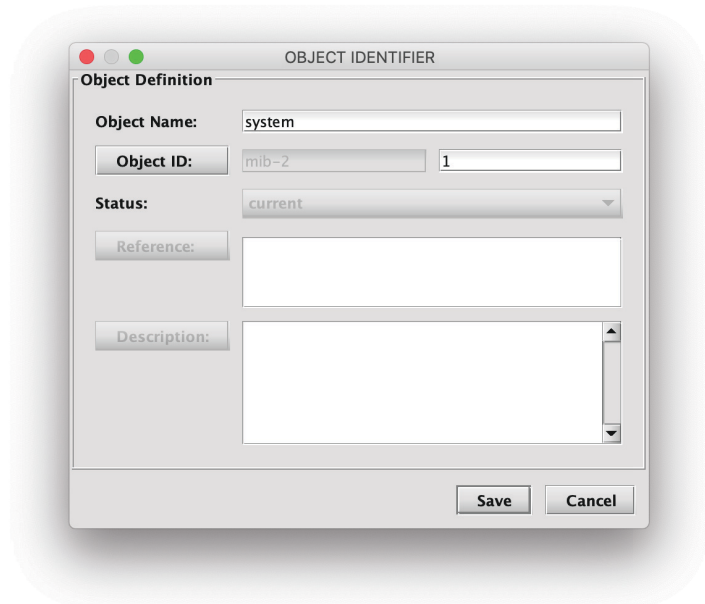 OBJECT IDENTIFIER
Object Definition
Object Name: system
Object ID: mib-2 1
Status: current
Reference:
Description:
Save Cancel